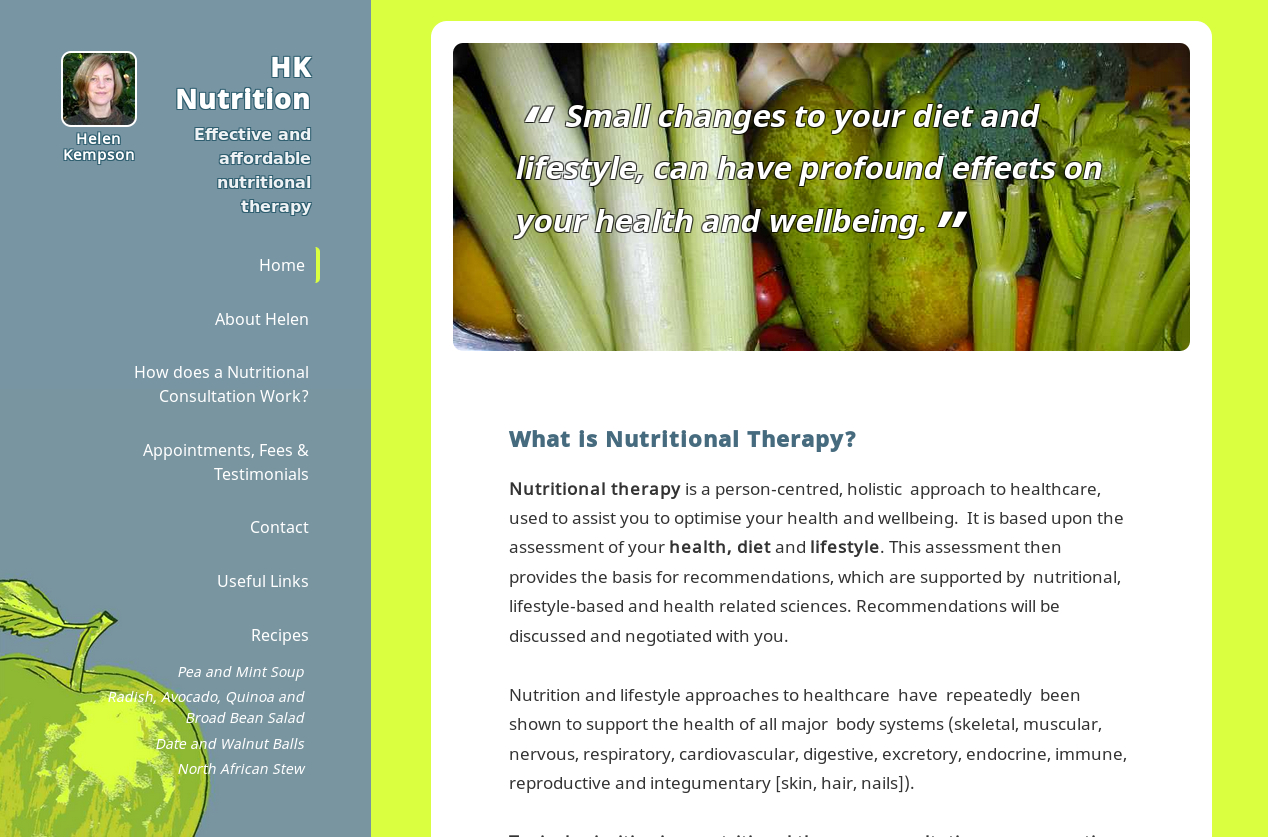 HK
Nutrition
Helen
Kempson
Effective and
affordable
nutritional
therapy
Home
About Helen
How does a Nutritional
Consultation Work?
Appointments, Fees &
Testimonials
Contact
Useful Links
Recipes
Pea and Mint Soup
Radish, Avocado, Quinoa and
Broad Bean Salad
Date and Walnut Balls
North African Stew
“ Small changes to your diet and
lifestyle, can have profound effects on
your health and wellbeing. ”
What is Nutritional Therapy?
Nutritional therapy is a person-centred, holistic  approach to healthcare,
used to assist you to optimise your health and wellbeing.  It is based upon the
assessment of your health, diet and lifestyle. This assessment then
provides the basis for recommendations, which are supported by  nutritional,
lifestyle-based and health related sciences. Recommendations will be
discussed and negotiated with you.
Nutrition and lifestyle approaches to healthcare  have  repeatedly  been
shown to support the health of all major  body systems (skeletal, muscular,
nervous, respiratory, cardiovascular, digestive, excretory, endocrine, immune,
reproductive and integumentary [skin, hair, nails]).